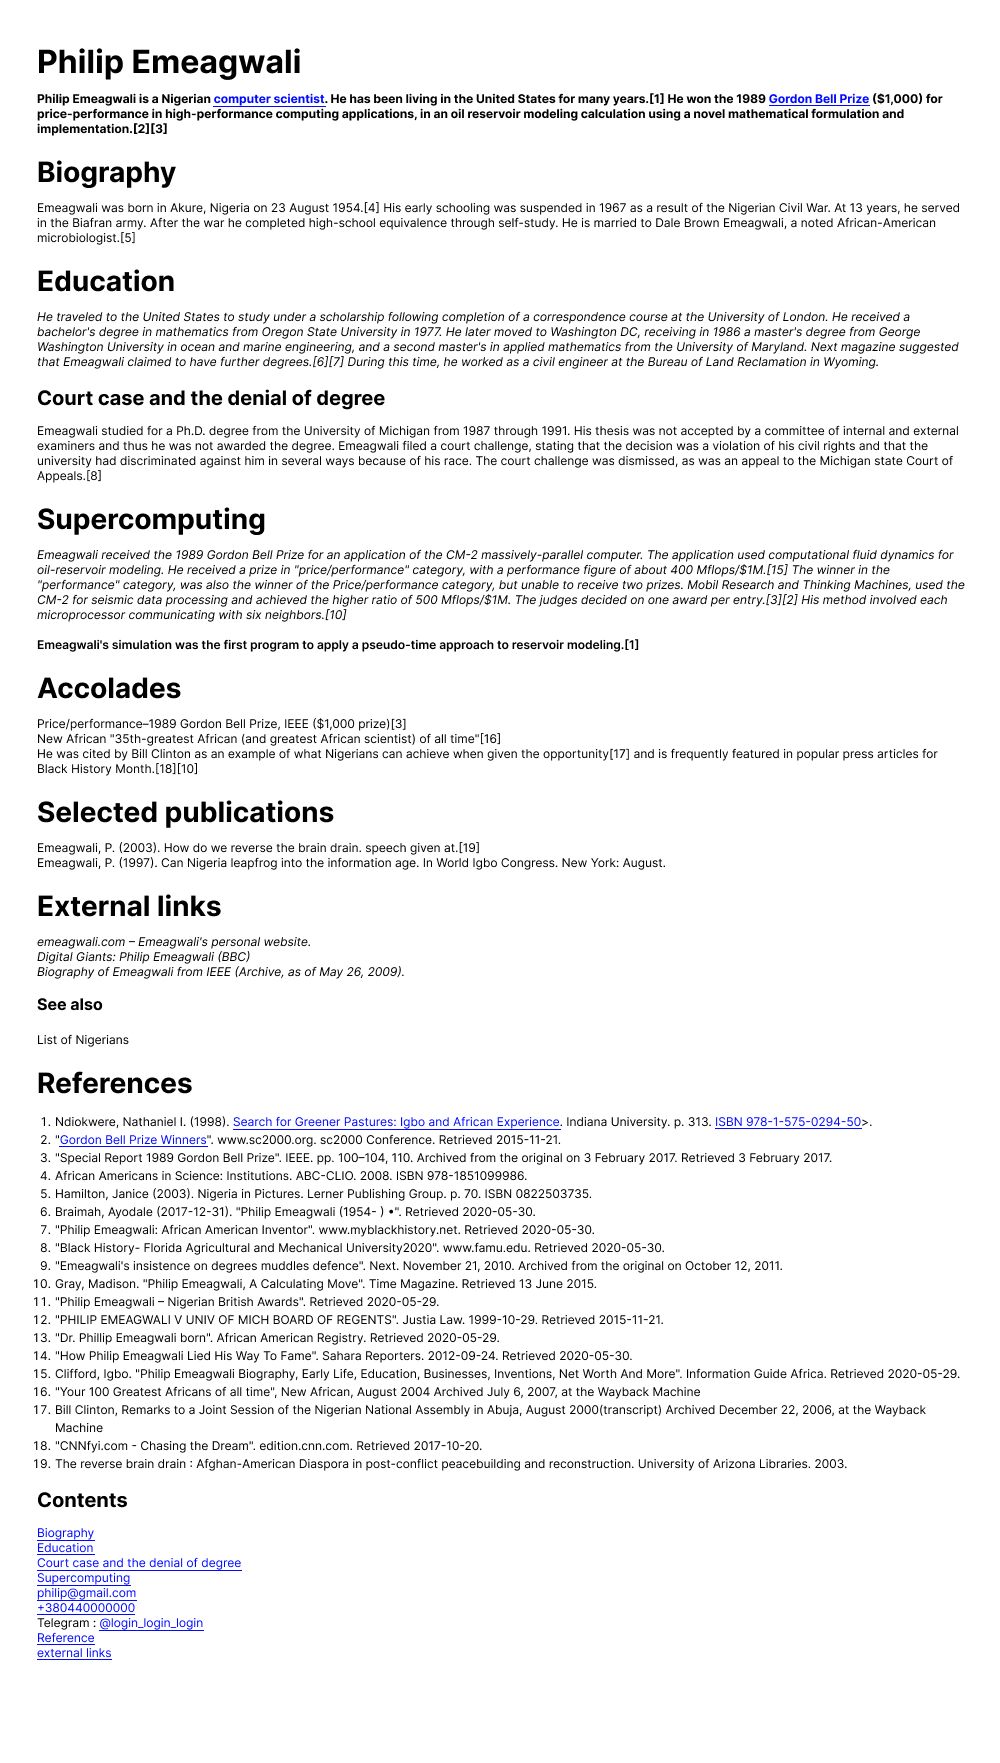 Philip Emeagwali
Philip Emeagwali is a Nigerian computer scientist. He has been living in the United States for many years.[1] He won the 1989 Gordon Bell Prize ($1,000) for
price-performance in high-performance computing applications, in an oil reservoir modeling calculation using a novel mathematical formulation and
implementation.[2][3]
Biography
Emeagwali was born in Akure, Nigeria on 23 August 1954.[4] His early schooling was suspended in 1967 as a result of the Nigerian Civil War. At 13 years, he served
in the Biafran army. After the war he completed high-school equivalence through self-study. He is married to Dale Brown Emeagwali, a noted African-American
microbiologist.[5]
Education
He traveled to the United States to study under a scholarship following completion of a correspondence course at the University of London. He received a
bachelor's degree in mathematics from Oregon State University in 1977. He later moved to Washington DC, receiving in 1986 a master's degree from George
Washington University in ocean and marine engineering, and a second master's in applied mathematics from the University of Maryland. Next magazine suggested
that Emeagwali claimed to have further degrees.[6][7] During this time, he worked as a civil engineer at the Bureau of Land Reclamation in Wyoming.
Court case and the denial of degree
Emeagwali studied for a Ph.D. degree from the University of Michigan from 1987 through 1991. His thesis was not accepted by a committee of internal and external
examiners and thus he was not awarded the degree. Emeagwali filed a court challenge, stating that the decision was a violation of his civil rights and that the
university had discriminated against him in several ways because of his race. The court challenge was dismissed, as was an appeal to the Michigan state Court of
Appeals.[8]
Supercomputing
Emeagwali received the 1989 Gordon Bell Prize for an application of the CM-2 massively-parallel computer. The application used computational fluid dynamics for
oil-reservoir modeling. He received a prize in "price/performance" category, with a performance figure of about 400 Mflops/$1M.[15] The winner in the
"performance" category, was also the winner of the Price/performance category, but unable to receive two prizes. Mobil Research and Thinking Machines, used the
CM-2 for seismic data processing and achieved the higher ratio of 500 Mflops/$1M. The judges decided on one award per entry.[3][2] His method involved each
microprocessor communicating with six neighbors.[10]
Emeagwali's simulation was the first program to apply a pseudo-time approach to reservoir modeling.[1]
Accolades
Price/performance–1989 Gordon Bell Prize, IEEE ($1,000 prize)[3]
New African "35th-greatest African (and greatest African scientist) of all time"[16]
He was cited by Bill Clinton as an example of what Nigerians can achieve when given the opportunity[17] and is frequently featured in popular press articles for
Black History Month.[18][10]
Selected publications
Emeagwali, P. (2003). How do we reverse the brain drain. speech given at.[19]
Emeagwali, P. (1997). Can Nigeria leapfrog into the information age. In World Igbo Congress. New York: August.
External links
emeagwali.com – Emeagwali's personal website.
Digital Giants: Philip Emeagwali (BBC)
Biography of Emeagwali from IEEE (Archive, as of May 26, 2009).
See also
List of Nigerians
References
1. Ndiokwere, Nathaniel I. (1998). Search for Greener Pastures: Igbo and African Experience. Indiana University. p. 313. ISBN 978-1-575-0294-50>.
2. "Gordon Bell Prize Winners". www.sc2000.org. sc2000 Conference. Retrieved 2015-11-21.
3. "Special Report 1989 Gordon Bell Prize". IEEE. pp. 100–104, 110. Archived from the original on 3 February 2017. Retrieved 3 February 2017.
4. African Americans in Science: Institutions. ABC-CLIO. 2008. ISBN 978-1851099986.
5. Hamilton, Janice (2003). Nigeria in Pictures. Lerner Publishing Group. p. 70. ISBN 0822503735.
6. Braimah, Ayodale (2017-12-31). "Philip Emeagwali (1954- ) •". Retrieved 2020-05-30.
7. "Philip Emeagwali: African American Inventor". www.myblackhistory.net. Retrieved 2020-05-30.
8. "Black History- Florida Agricultural and Mechanical University2020". www.famu.edu. Retrieved 2020-05-30.
9. "Emeagwali's insistence on degrees muddles defence". Next. November 21, 2010. Archived from the original on October 12, 2011.
10. Gray, Madison. "Philip Emeagwali, A Calculating Move". Time Magazine. Retrieved 13 June 2015.
11. "Philip Emeagwali – Nigerian British Awards". Retrieved 2020-05-29.
12. "PHILIP EMEAGWALI V UNIV OF MICH BOARD OF REGENTS". Justia Law. 1999-10-29. Retrieved 2015-11-21.
13. "Dr. Phillip Emeagwali born". African American Registry. Retrieved 2020-05-29.
14. "How Philip Emeagwali Lied His Way To Fame". Sahara Reporters. 2012-09-24. Retrieved 2020-05-30.
15. Clifford, Igbo. "Philip Emeagwali Biography, Early Life, Education, Businesses, Inventions, Net Worth And More". Information Guide Africa. Retrieved 2020-05-29.
16. "Your 100 Greatest Africans of all time", New African, August 2004 Archived July 6, 2007, at the Wayback Machine
17. Bill Clinton, Remarks to a Joint Session of the Nigerian National Assembly in Abuja, August 2000(transcript) Archived December 22, 2006, at the Wayback
Machine
18. "CNNfyi.com - Chasing the Dream". edition.cnn.com. Retrieved 2017-10-20.
19. The reverse brain drain : Afghan-American Diaspora in post-conflict peacebuilding and reconstruction. University of Arizona Libraries. 2003.
Contents
Biography
Education
Court case and the denial of degree
Supercomputing
philip@gmail.com
+380440000000
Telegram : @login_login_login
Reference
external links